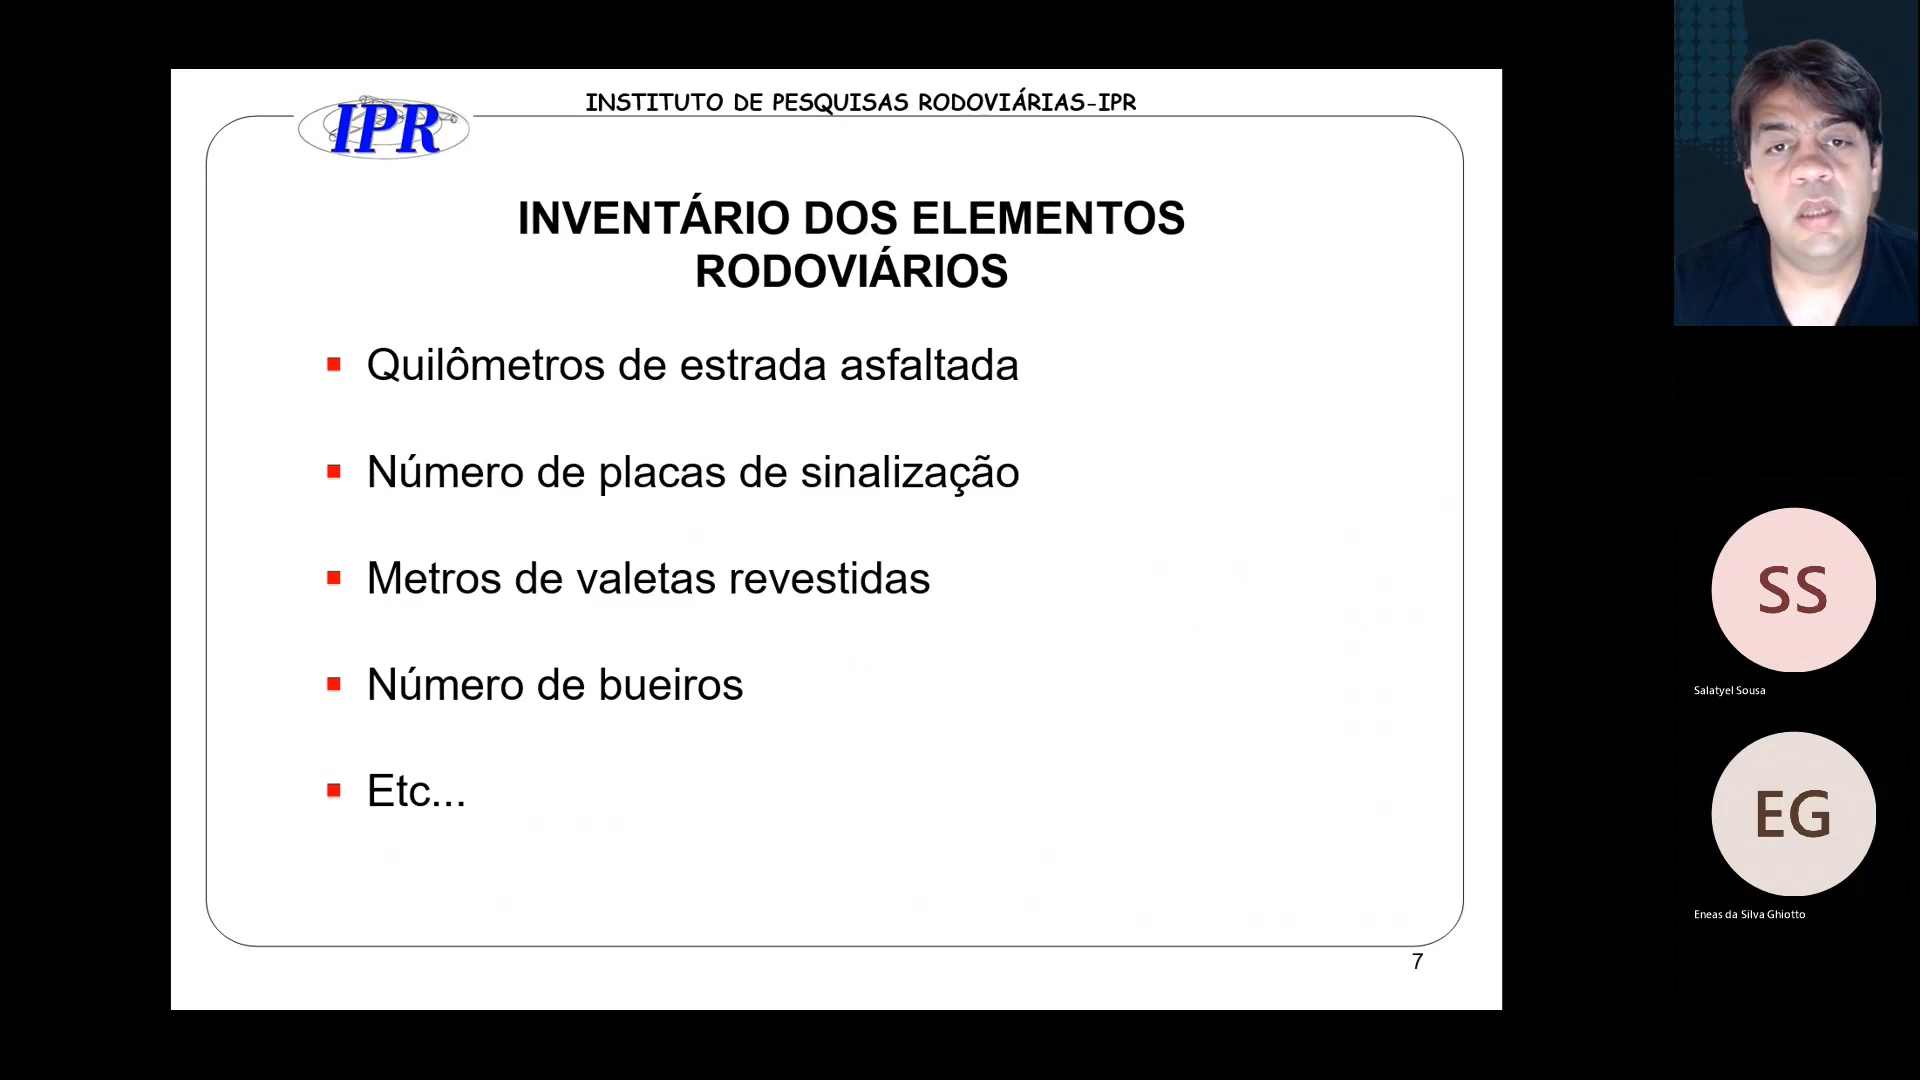 INSTITUTO DE PESQUISAS RODOVIÁRIAS-IPR
IPR
INVENTÁRIO DOS ELEMENTOS
RODOVIÁRIOS
Quilômetros de estrada asfaltada
Número de placas de sinalização
Metros de valetas revestidas
Número de bueiros
Etc...
7
SS
Salatyel Sousa
EG
Eneas da Silva Ghiotto